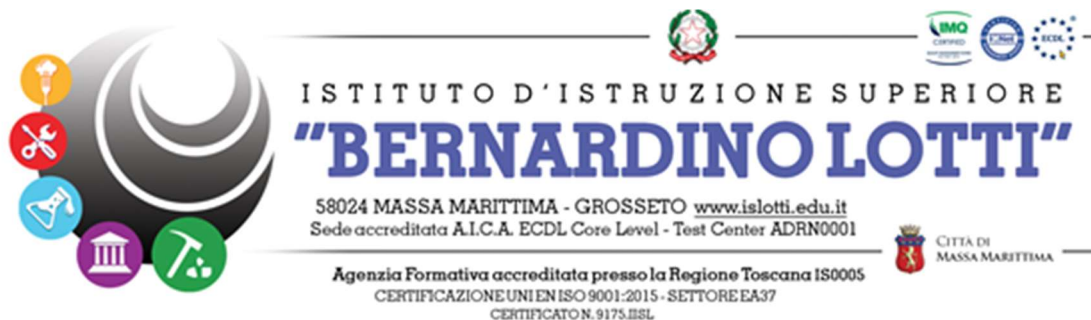 IMQ
CERTIFIED
IQNet
ECDL
ISTITUTO D'ISTRUZIONE SUPERIORE
"BERNARDINO LOTTI"
58024 MASSA MARITTIMA - GROSSETO www.islotti.edu.it
Sede accreditata A.I.C.A. ECDL Core Level - Test Center ADRN0001
CITTÀ DI
MASSA MARITTIMA
Agenzia Formativa accreditata presso la Regione Toscana IS0005
CERTIFICAZIONE UNI EN ISO 9001:2015 - SETTORE EA37
CERTIFICATO N. 9175.IISL